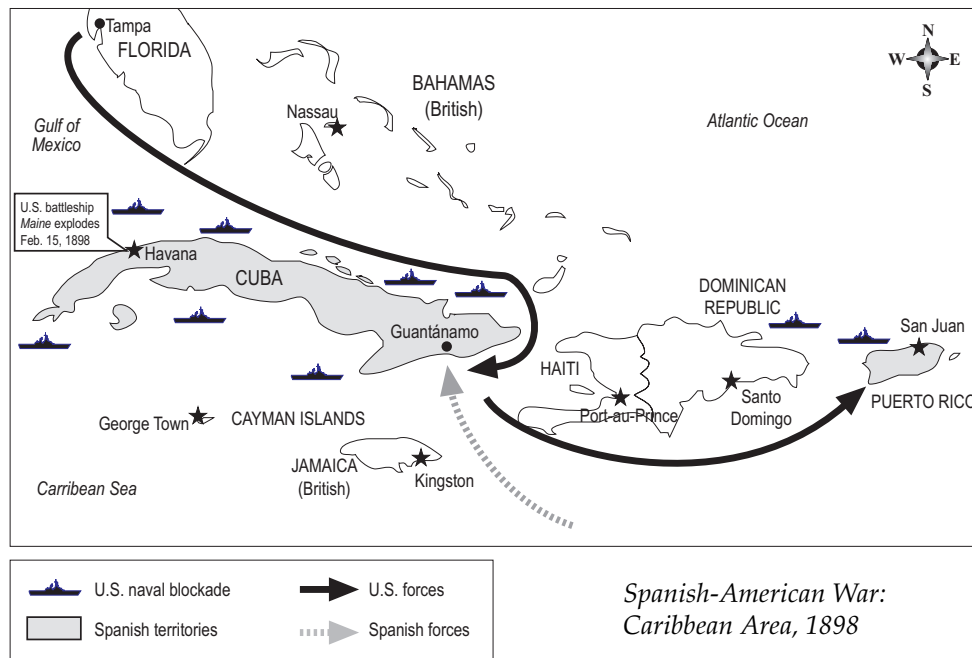 Tampa
FLORIDA
N
W E
S
BAHAMAS
(British)
Nassau
Gulf of
Mexico
Atlantic Ocean
U.S. battleship
Maine explodes
Feb. 15, 1898
Havana
CUBA
DOMINICAN
REPUBLIC
Guantánamo
San Juan
HAITI
Port-au-Prince
Santo
Domingo
PUERTO RICO
George Town
CAYMAN ISLANDS
JAMAICA
(British)
Kingston
Carribean Sea
U.S. naval blockade
U.S. forces
Spanish territories
Spanish forces
Spanish-American War:
Caribbean Area, 1898